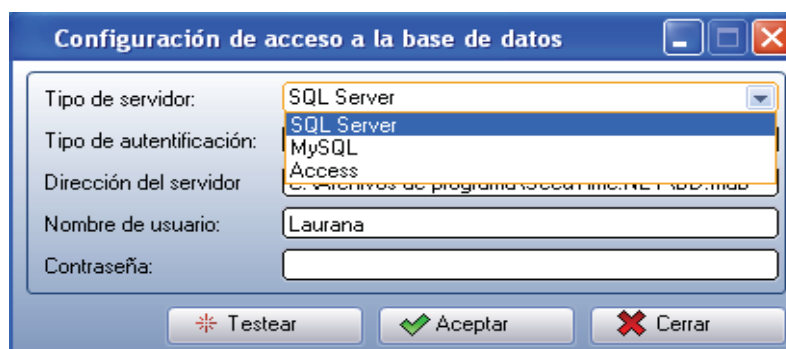 Configuración de acceso a la base de datos
Tipo de servidor: SQL Server
SQL Server
Tipo de autentificación: MySQL
Access
Dirección del servidor
Nombre de usuario: Laurana
Contraseña:
Testear Aceptar Cerrar